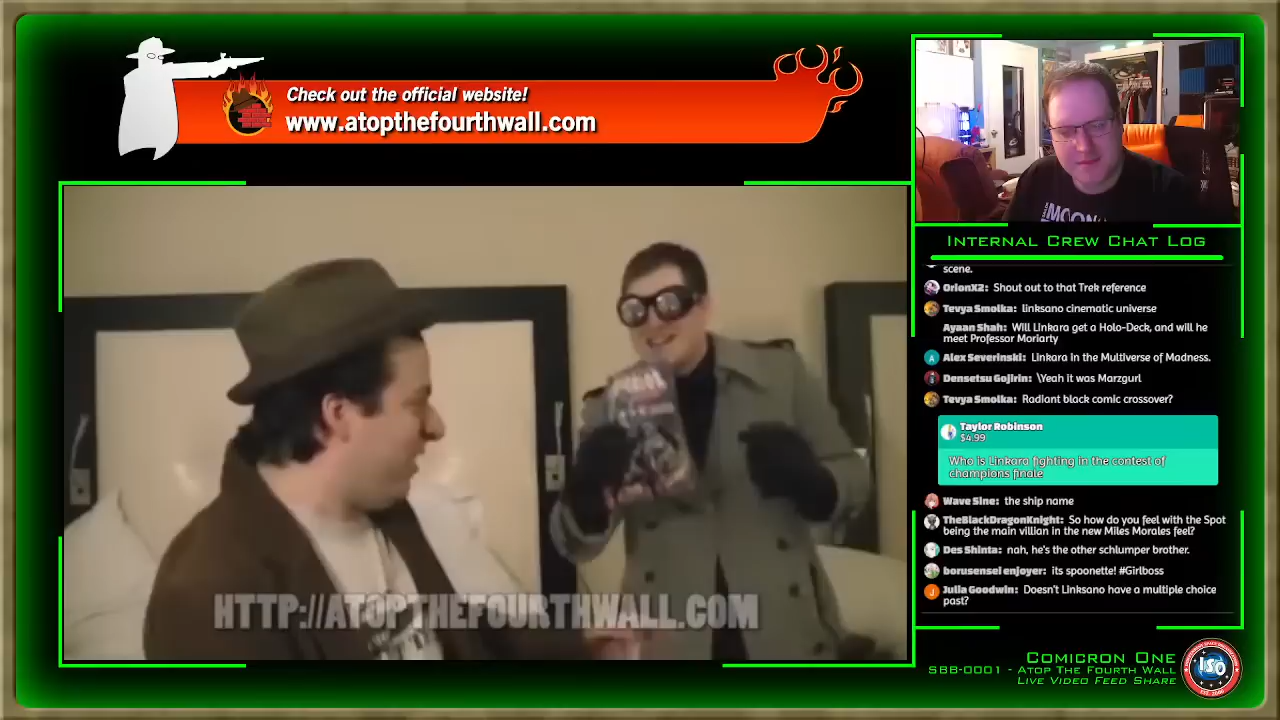 Check out the official website!
www.atopthefourthwall.com
HTTP://ATOPTHEFOURTHWALL.COM
MOON
INTERNAL CREW CHAT LOG
scene.
OrionX2: Shout out to that Trek reference
Tevya Smolka: linksano cinematic universe
Ayaan Shah: Will Linkara get a Holo-Deck, and will he
meet Professor Moriarty
A
Alex Severinski: Linkara in the Multiverse of Madness.
Densetsu Gojirin: \Yeah it was Marzgurl
Tevya Smolka: Radiant black comic crossover?
Taylor Robinson
$4.99
Who is Linkara fighting in the contest of
champions finale
Wave Sine: the ship name
TheBlackDragonKnight: So how do you feel with the Spot
being the main villian in the new Miles Morales feel?
Des Shinta: nah, he's the other schlumper brother.
borusensei enjoyer: its spoonette! #Girlboss
J
Julia Goodwin: Doesn't Linksano have a multiple choice
past?
COMICRON ONE
SBB-0001 - ATOP THE FOURTH WALL
LIVE VIDEO FEED SHARE
ISO